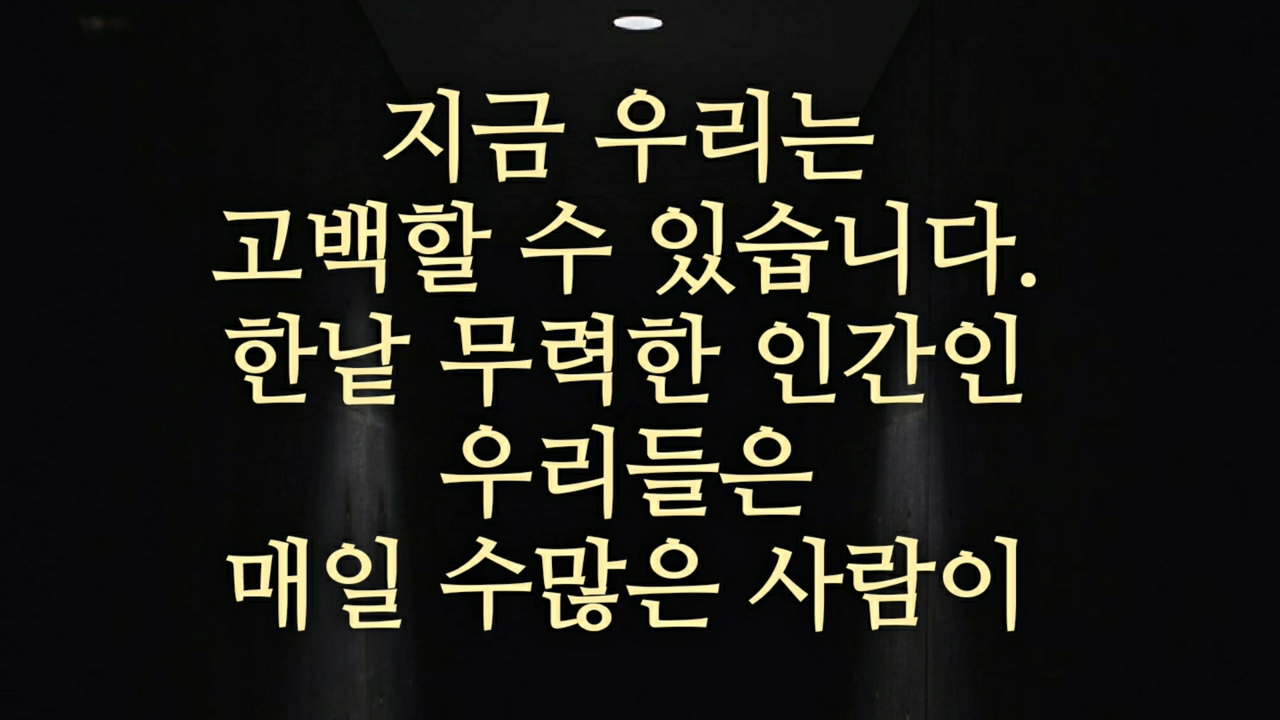 지금 우리는
고백할 수 있습니다.
한낱 무력한 인간인
우리들은
매일 수많은 사람이